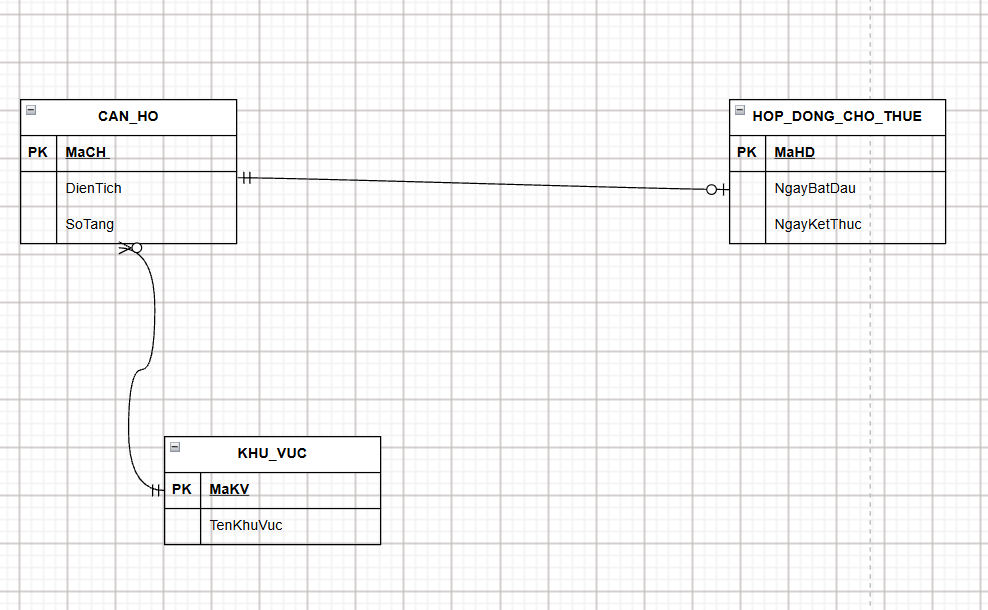 CAN_HO
PK MaCH
DienTich
SoTang
HOP_DONG_CHO_THUE
PK MaHD
NgayBatDau
NgayKetThuc
KHU_VUC
PK MaKV
TenKhuVuc